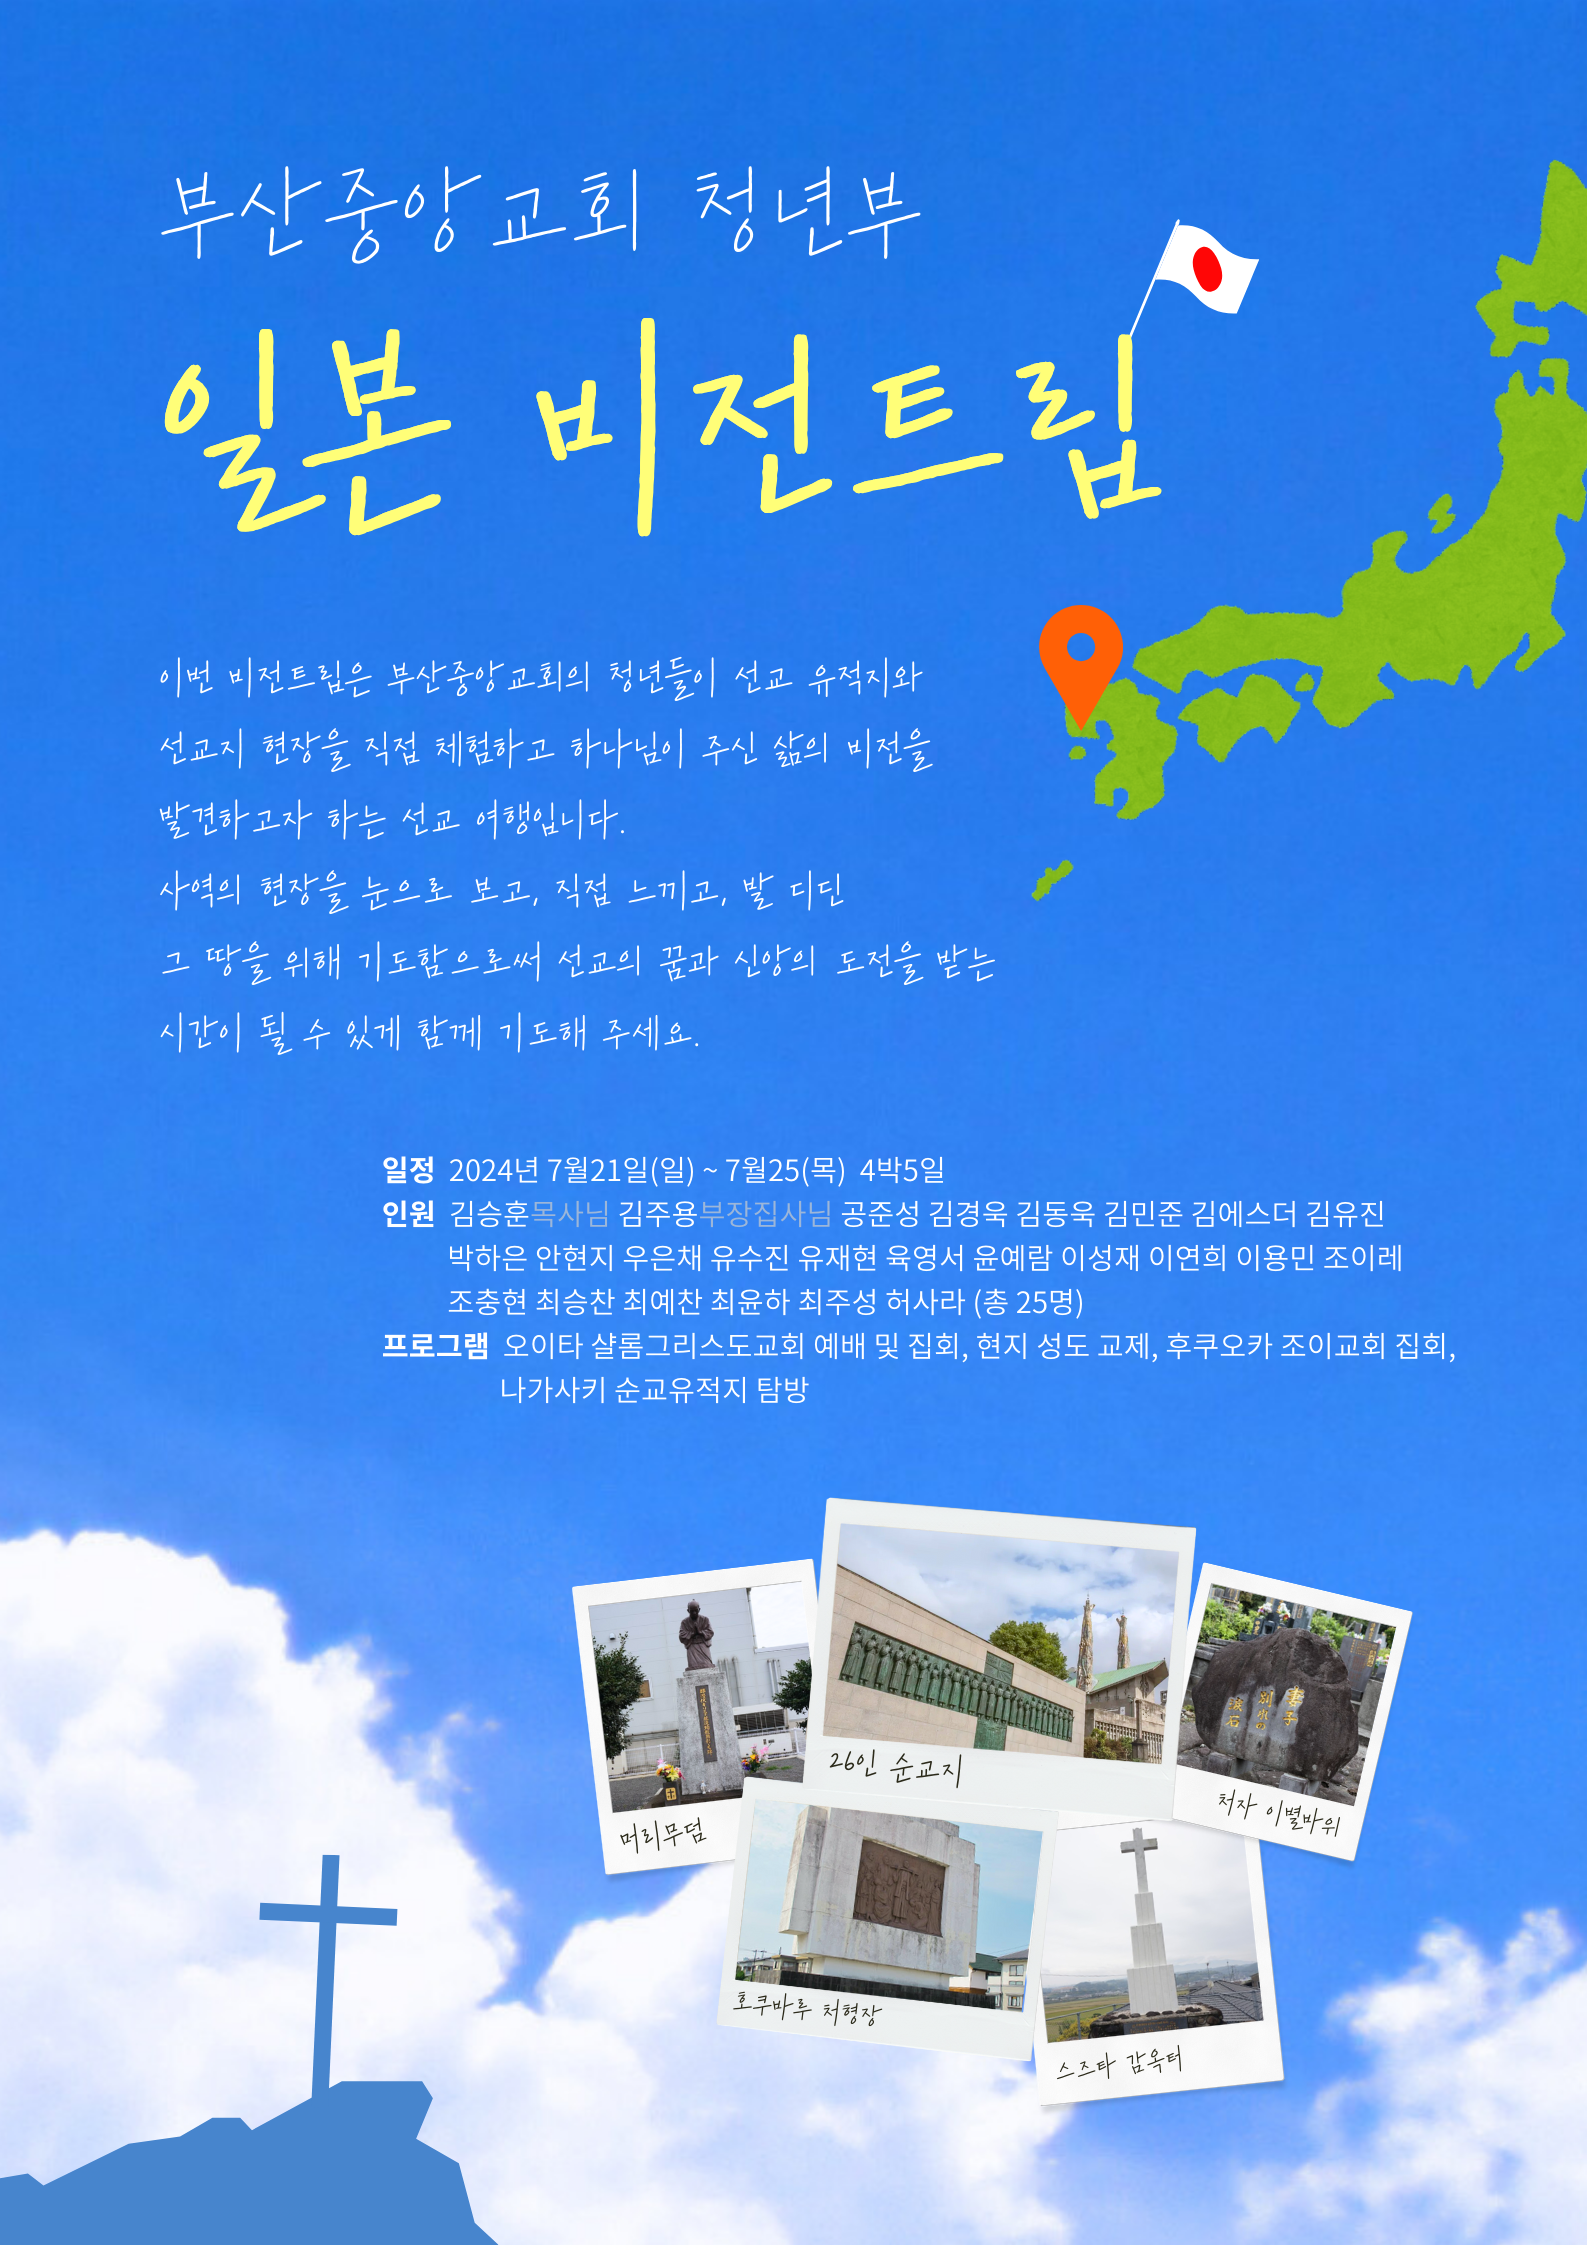 부산중앙교회 청년부
일본 비전트립
이번 비전트립은 부산중앙교회의 청년들이 선교 유적지와
선교지 현장을 직접 체험하고 하나님이 주신 삶의 비전을
발견하고자 하는 선교 여행입니다.
사역의 현장을 눈으로 보고, 직접 느끼고, 발 디딘
그 땅을 위해 기도함으로써 선교의 꿈과 신앙의 도전을 받는
시간이 될 수 있게 함께 기도해 주세요.
일정 2024년 7월21일(일) ~ 7월25(목) 4박5일
인원 김승훈목사님 김주용부장집사님 공준성 김경욱 김동욱 김민준 김에스더 김유진
박하은 안현지 우은채 유수진 유재현 육영서 윤예람 이성재 이연희 이용민 조이레
조충현 최승찬 최예찬 최윤하 최주성 허사라 (총 25명)
프로그램 오이타 샬롬그리스도교회 예배 및 집회, 현지 성도 교제, 후쿠오카 조이교회 집회,
나가사키 순교유적지 탐방
머리무덤
26인 순교지
妻子
別れの
涙石
처자 이별바위
호쿠바루 처형장
스즈타 감옥터